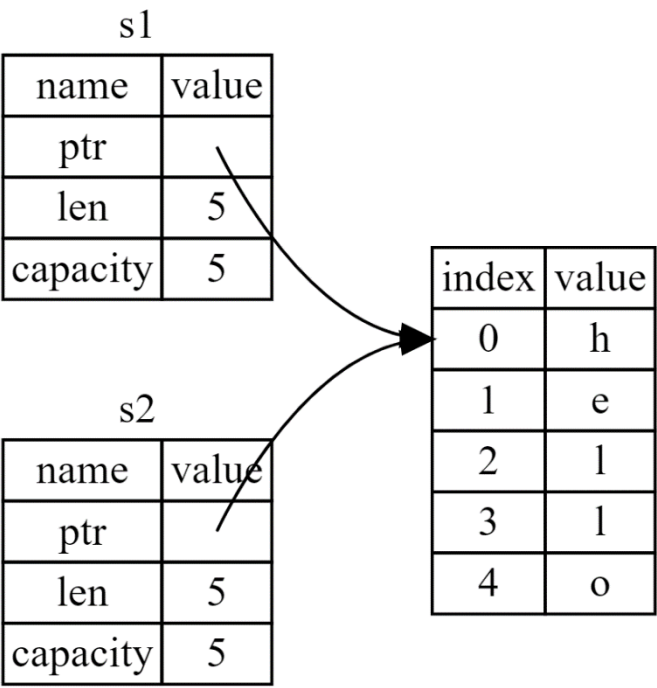 s1
name value
ptr
len 5
capacity 5
s2
name value
ptr
len 5
capacity 5
index value
0 h
1 e
2 l
3 l
4 o